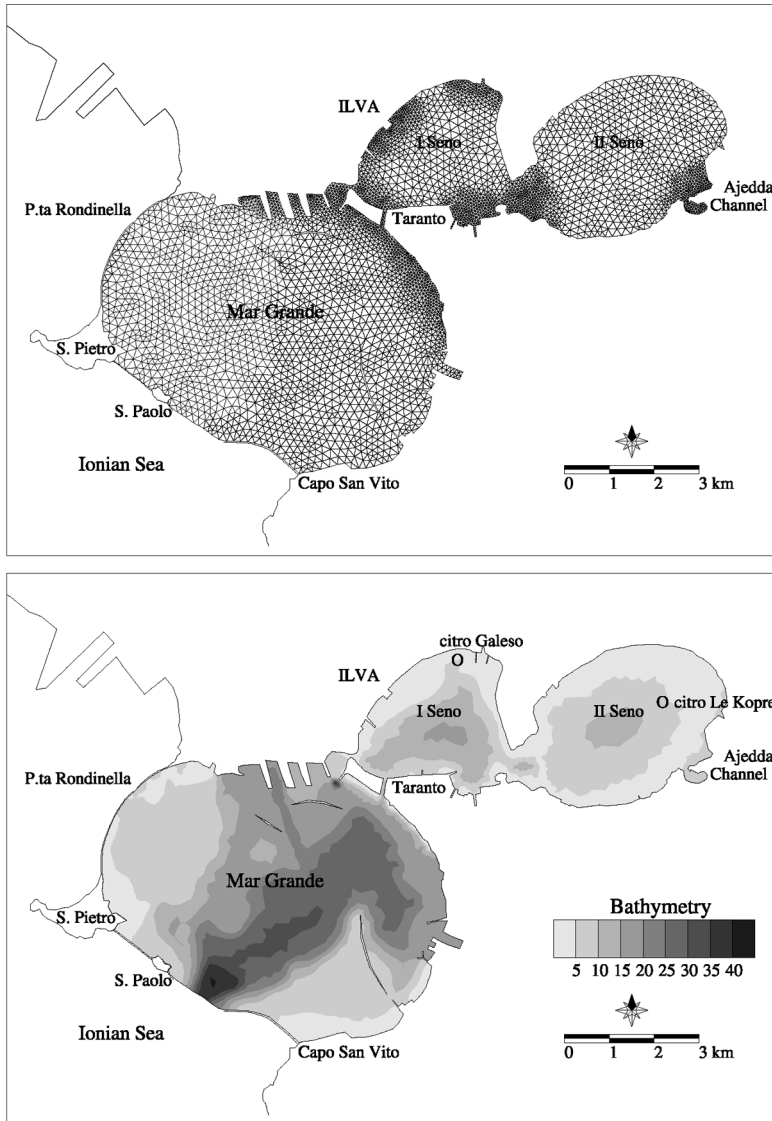 ILVA
I Seno
II Seno
P.ta Rondinella
Taranto
Ajedda
Channel
Mar Grande
S. Pietro
S. Paolo
Ionian Sea
Capo San Vito
0 1 2 3 km
citro Galeso
O
ILVA
I Seno
II Seno
O citro Le Kopre
P.ta Rondinella
Taranto
Ajedda
Channel
Mar Grande
Bathymetry
5 10 15 20 25 30 35 40
S. Pietro
S. Paolo
Ionian Sea
Capo San Vito
0 1 2 3 km